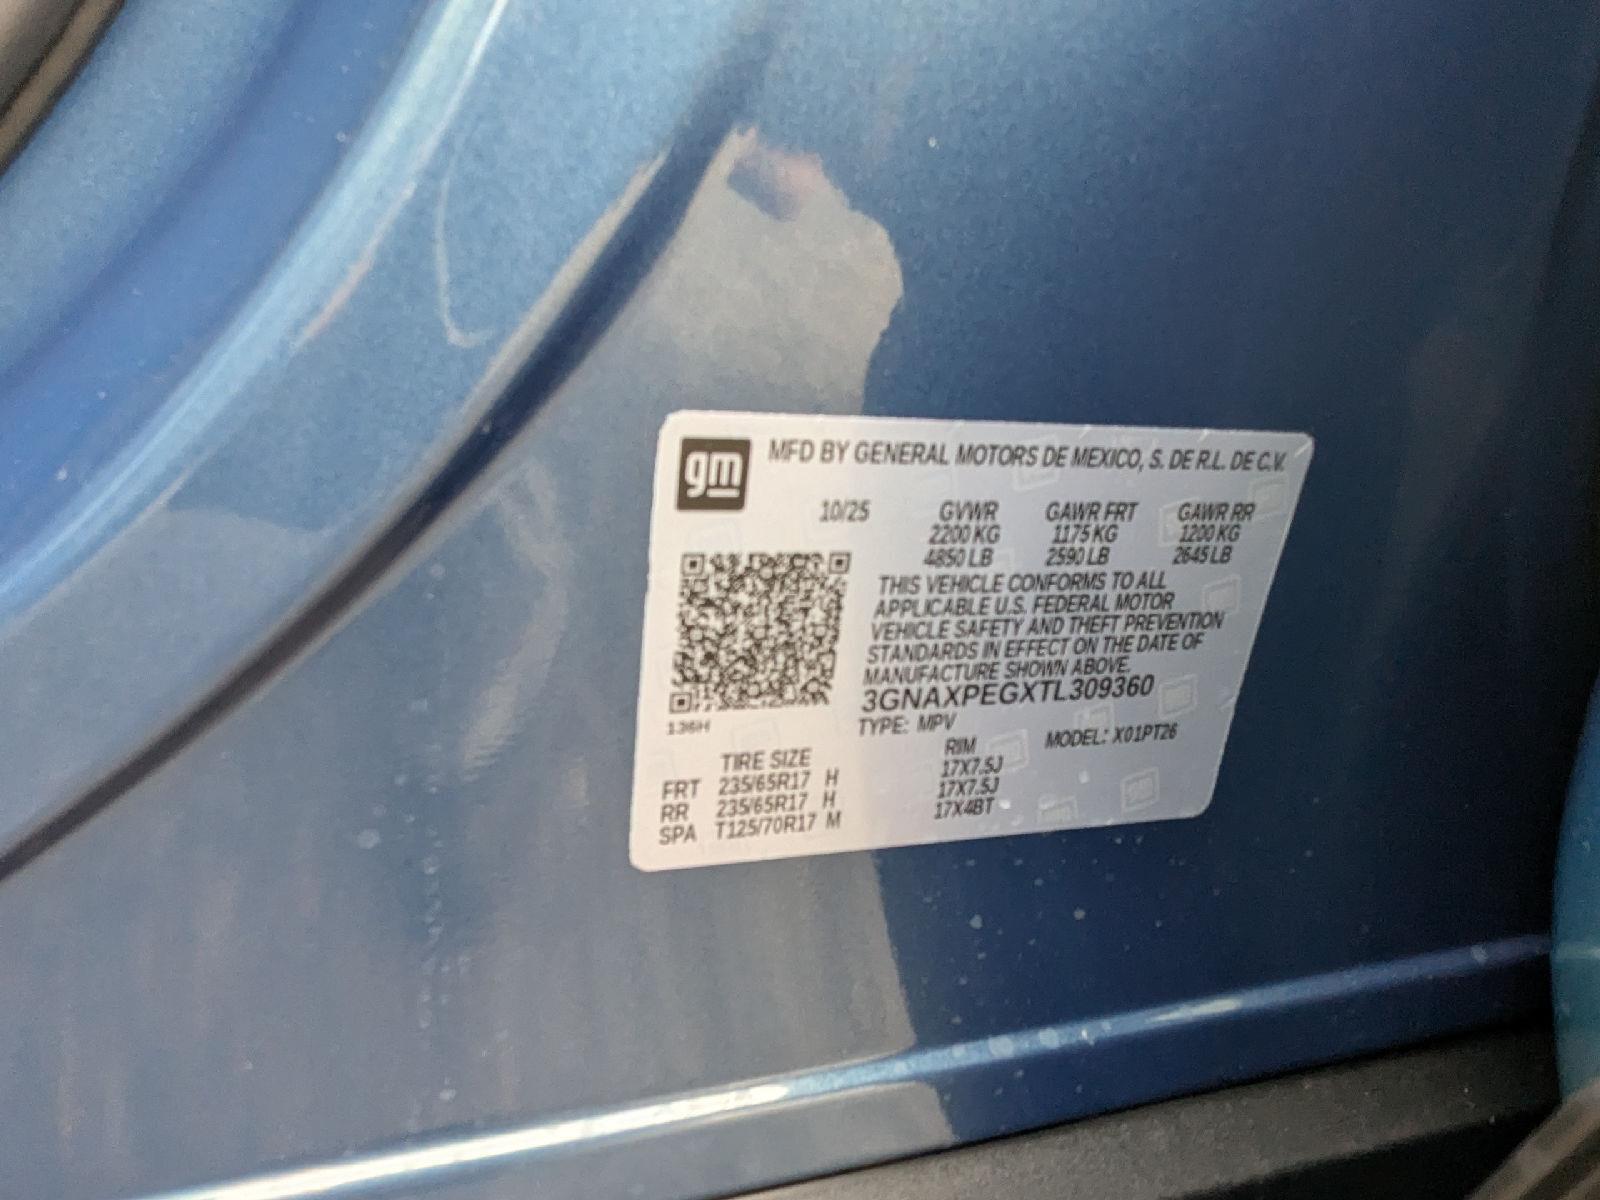 gm
MFD BY GENERAL MOTORS DE MEXICO, S. DE R.L. DE C.V.
10/25 GVWR GAWR FRT GAWR RR
2200 KG 1175 KG 1200 KG
4850 LB 2590 LB 2645 LB
THIS VEHICLE CONFORMS TO ALL
APPLICABLE U.S. FEDERAL MOTOR
VEHICLE SAFETY AND THEFT PREVENTION
STANDARDS IN EFFECT ON THE DATE OF
MANUFACTURE SHOWN ABOVE.
3GNAXPEGXTL309360
136H
TYPE: MPV MODEL: X01PT26
TIRE SIZE RIM
FRT 235/65R17 H 17X7.5J
RR 235/65R17 H 17X7.5J
SPA T125/70R17 M 17X4BT